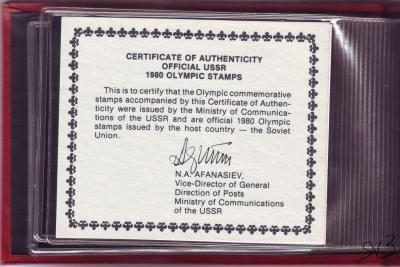 CERTIFICATE OF AUTHENTICITY
OFFICIAL USSR
1980 OLYMPIC STAMPS
This is to certify that the Olympic commemorative
stamps accompanied by this Certificate of Authen-
ticity were issued by the Ministry of Communica-
tions of the USSR and are official 1980 Olympic
stamps issued by the host country — the Soviet
Union.
N.A. AFANASIEV,
Vice-Director of General
Direction of Posts
Ministry of Communications
of the USSR